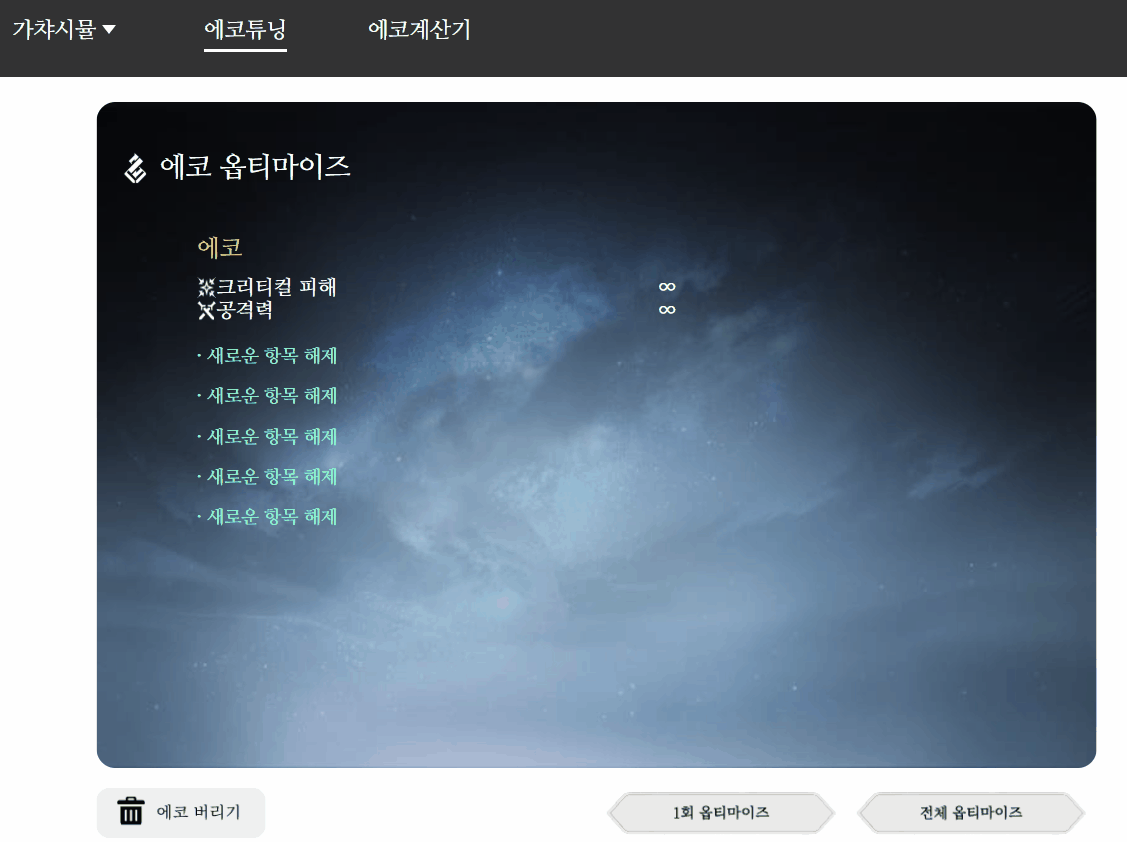 가챠시뮬▼ 에코튜닝 에코계산기
에코 옵티마이즈
에코
크리티컬 피해 ∞
공격력 ∞
· 새로운 항목 해제
· 새로운 항목 해제
· 새로운 항목 해제
· 새로운 항목 해제
· 새로운 항목 해제
에코 버리기 1회 옵티마이즈 전체 옵티마이즈